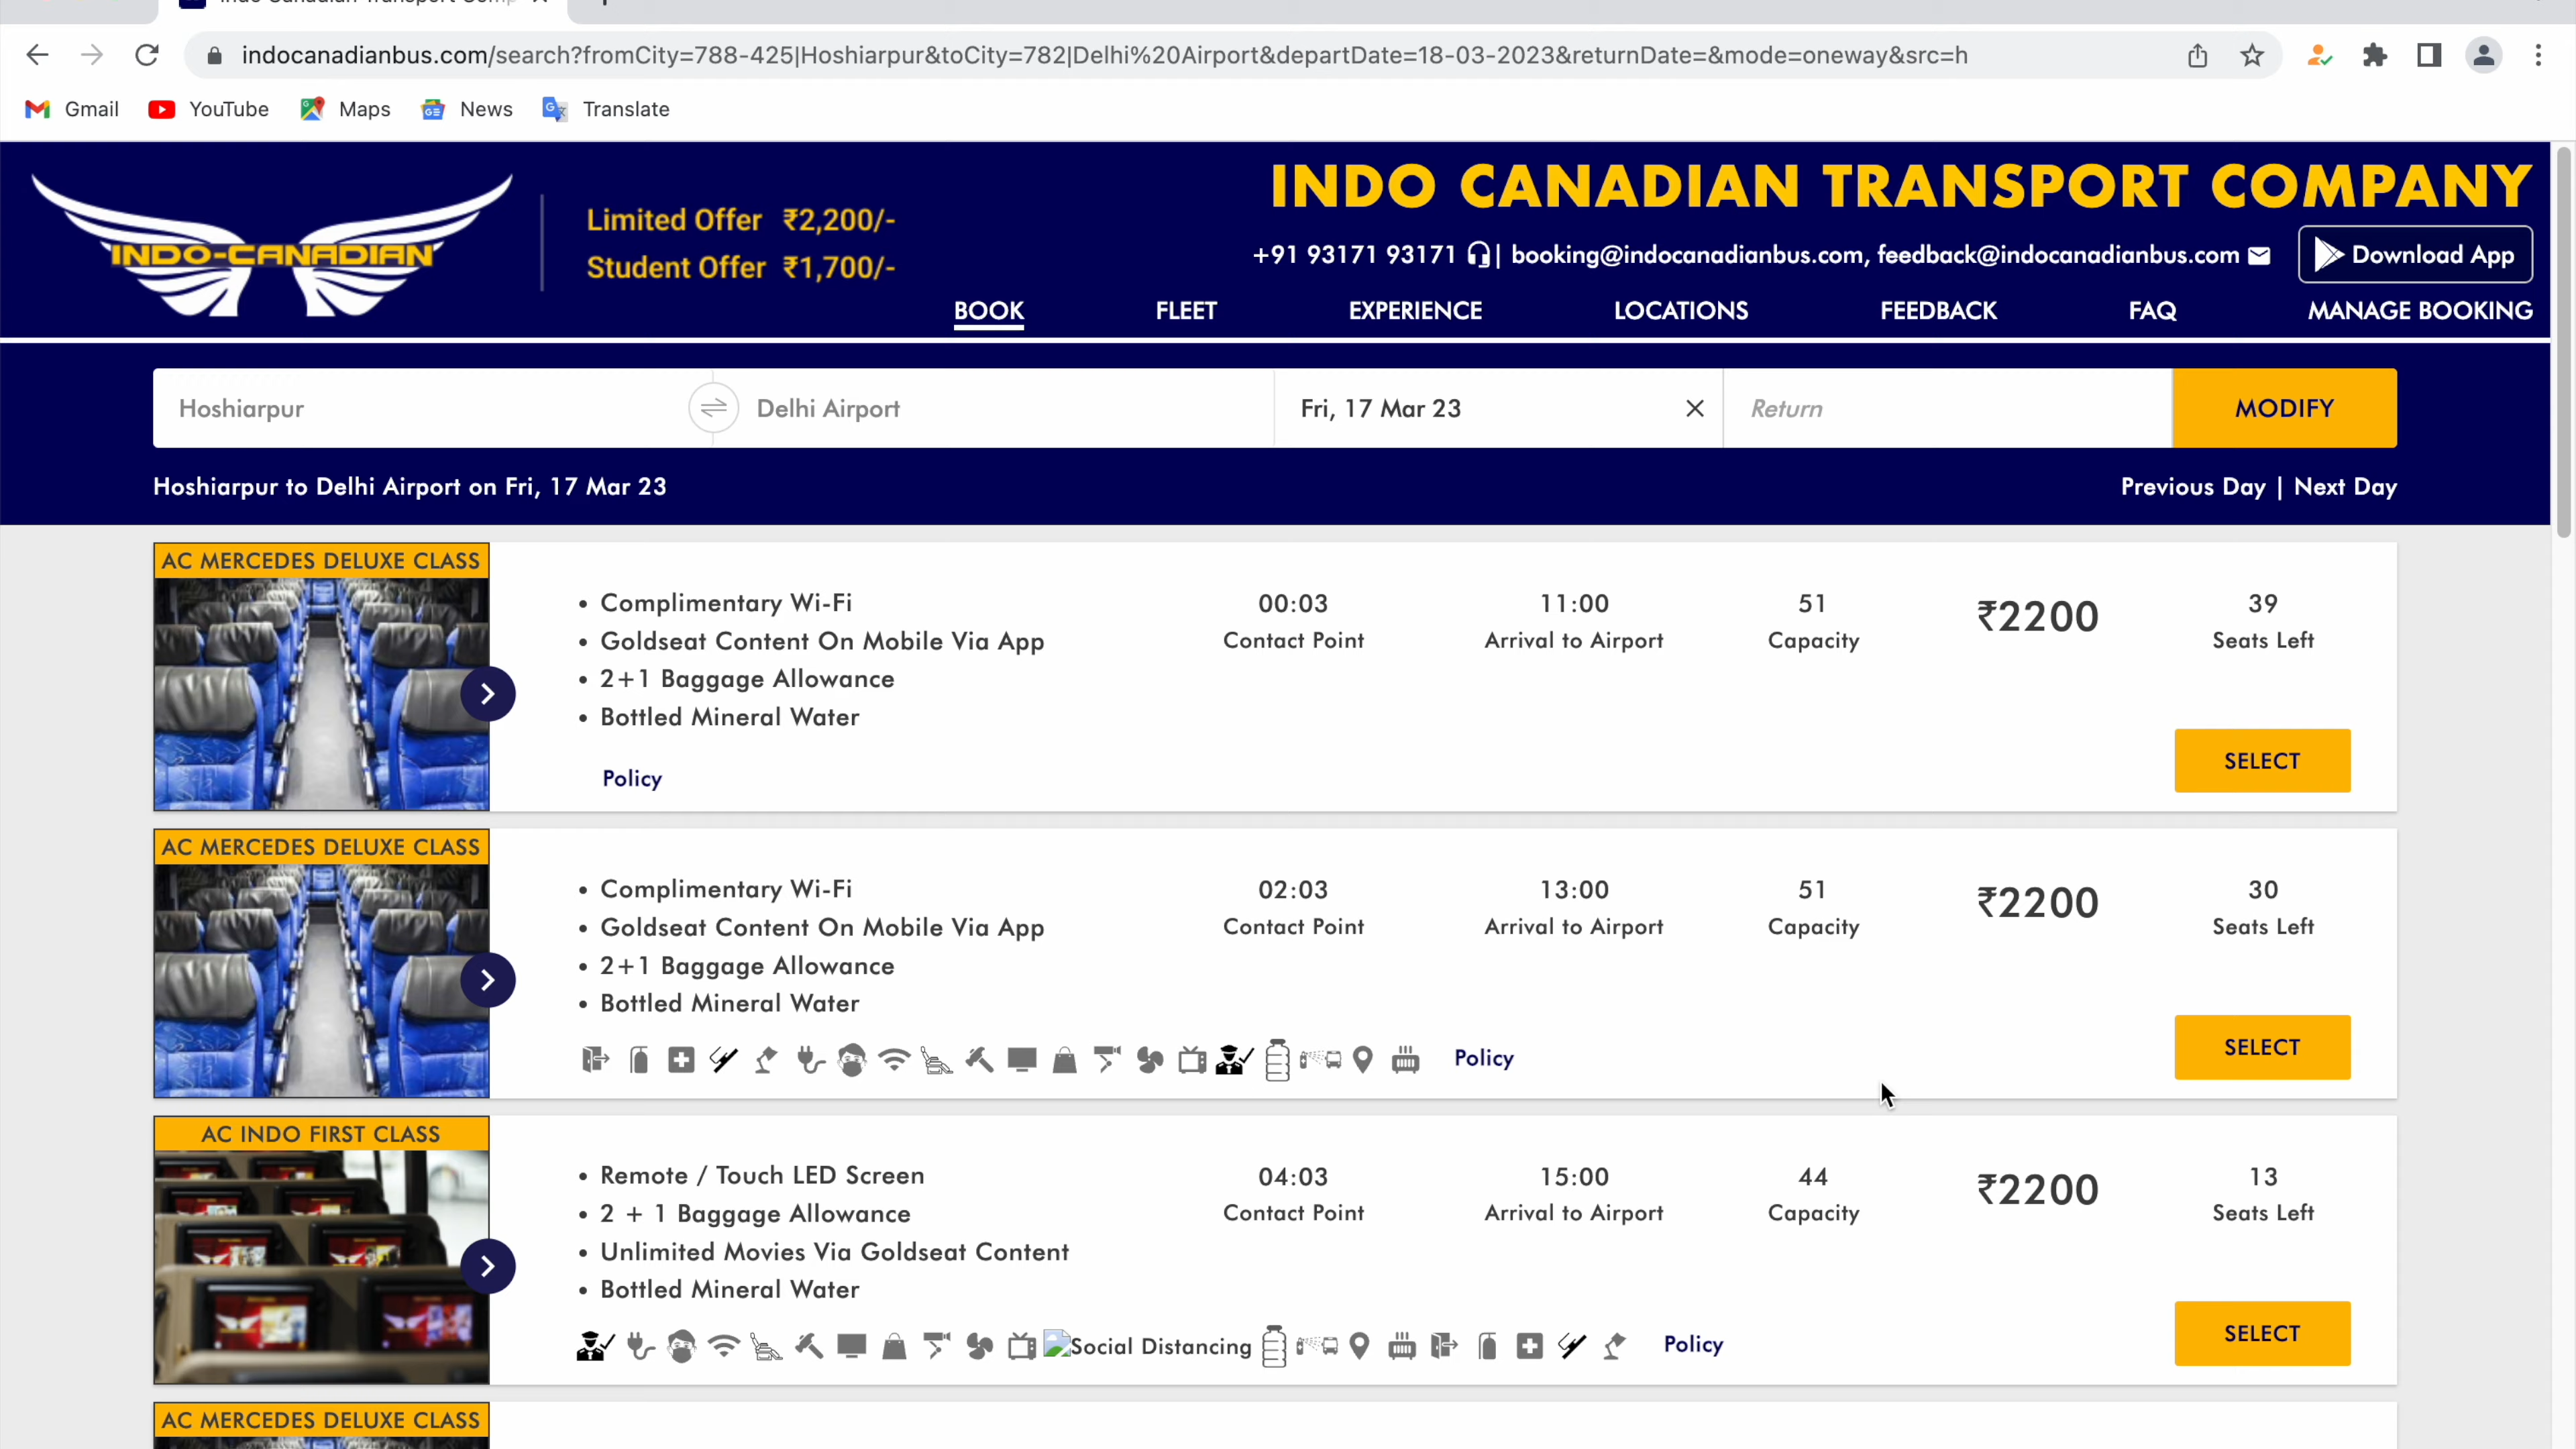 indocanadianbus.com/search?fromCity=788-425|Hoshiarpur&toCity=782|Delhi%20Airport&departDate=18-03-2023&returnDate=&mode=oneway&src=h
Gmail YouTube Maps News Translate
INDO-CANADIAN
Limited Offer ₹2,200/-
Student Offer ₹1,700/-
INDO CANADIAN TRANSPORT COMPANY
+91 93171 93171 | booking@indocanadianbus.com, feedback@indocanadianbus.com Download App
BOOK FLEET EXPERIENCE LOCATIONS FEEDBACK FAQ MANAGE BOOKING
Hoshiarpur Delhi Airport Fri, 17 Mar 23 Return MODIFY
Hoshiarpur to Delhi Airport on Fri, 17 Mar 23 Previous Day | Next Day
AC MERCEDES DELUXE CLASS
• Complimentary Wi-Fi 00:03 11:00 51 ₹2200 39
• Goldseat Content On Mobile Via App Contact Point Arrival to Airport Capacity Seats Left
• 2+1 Baggage Allowance
• Bottled Mineral Water
SELECT
Policy
AC MERCEDES DELUXE CLASS
• Complimentary Wi-Fi 02:03 13:00 51 ₹2200 30
• Goldseat Content On Mobile Via App Contact Point Arrival to Airport Capacity Seats Left
• 2+1 Baggage Allowance
• Bottled Mineral Water
Policy SELECT
AC INDO FIRST CLASS
• Remote / Touch LED Screen 04:03 15:00 44 ₹2200 13
• 2 + 1 Baggage Allowance Contact Point Arrival to Airport Capacity Seats Left
• Unlimited Movies Via Goldseat Content
• Bottled Mineral Water
Social Distancing Policy SELECT
AC MERCEDES DELUXE CLASS